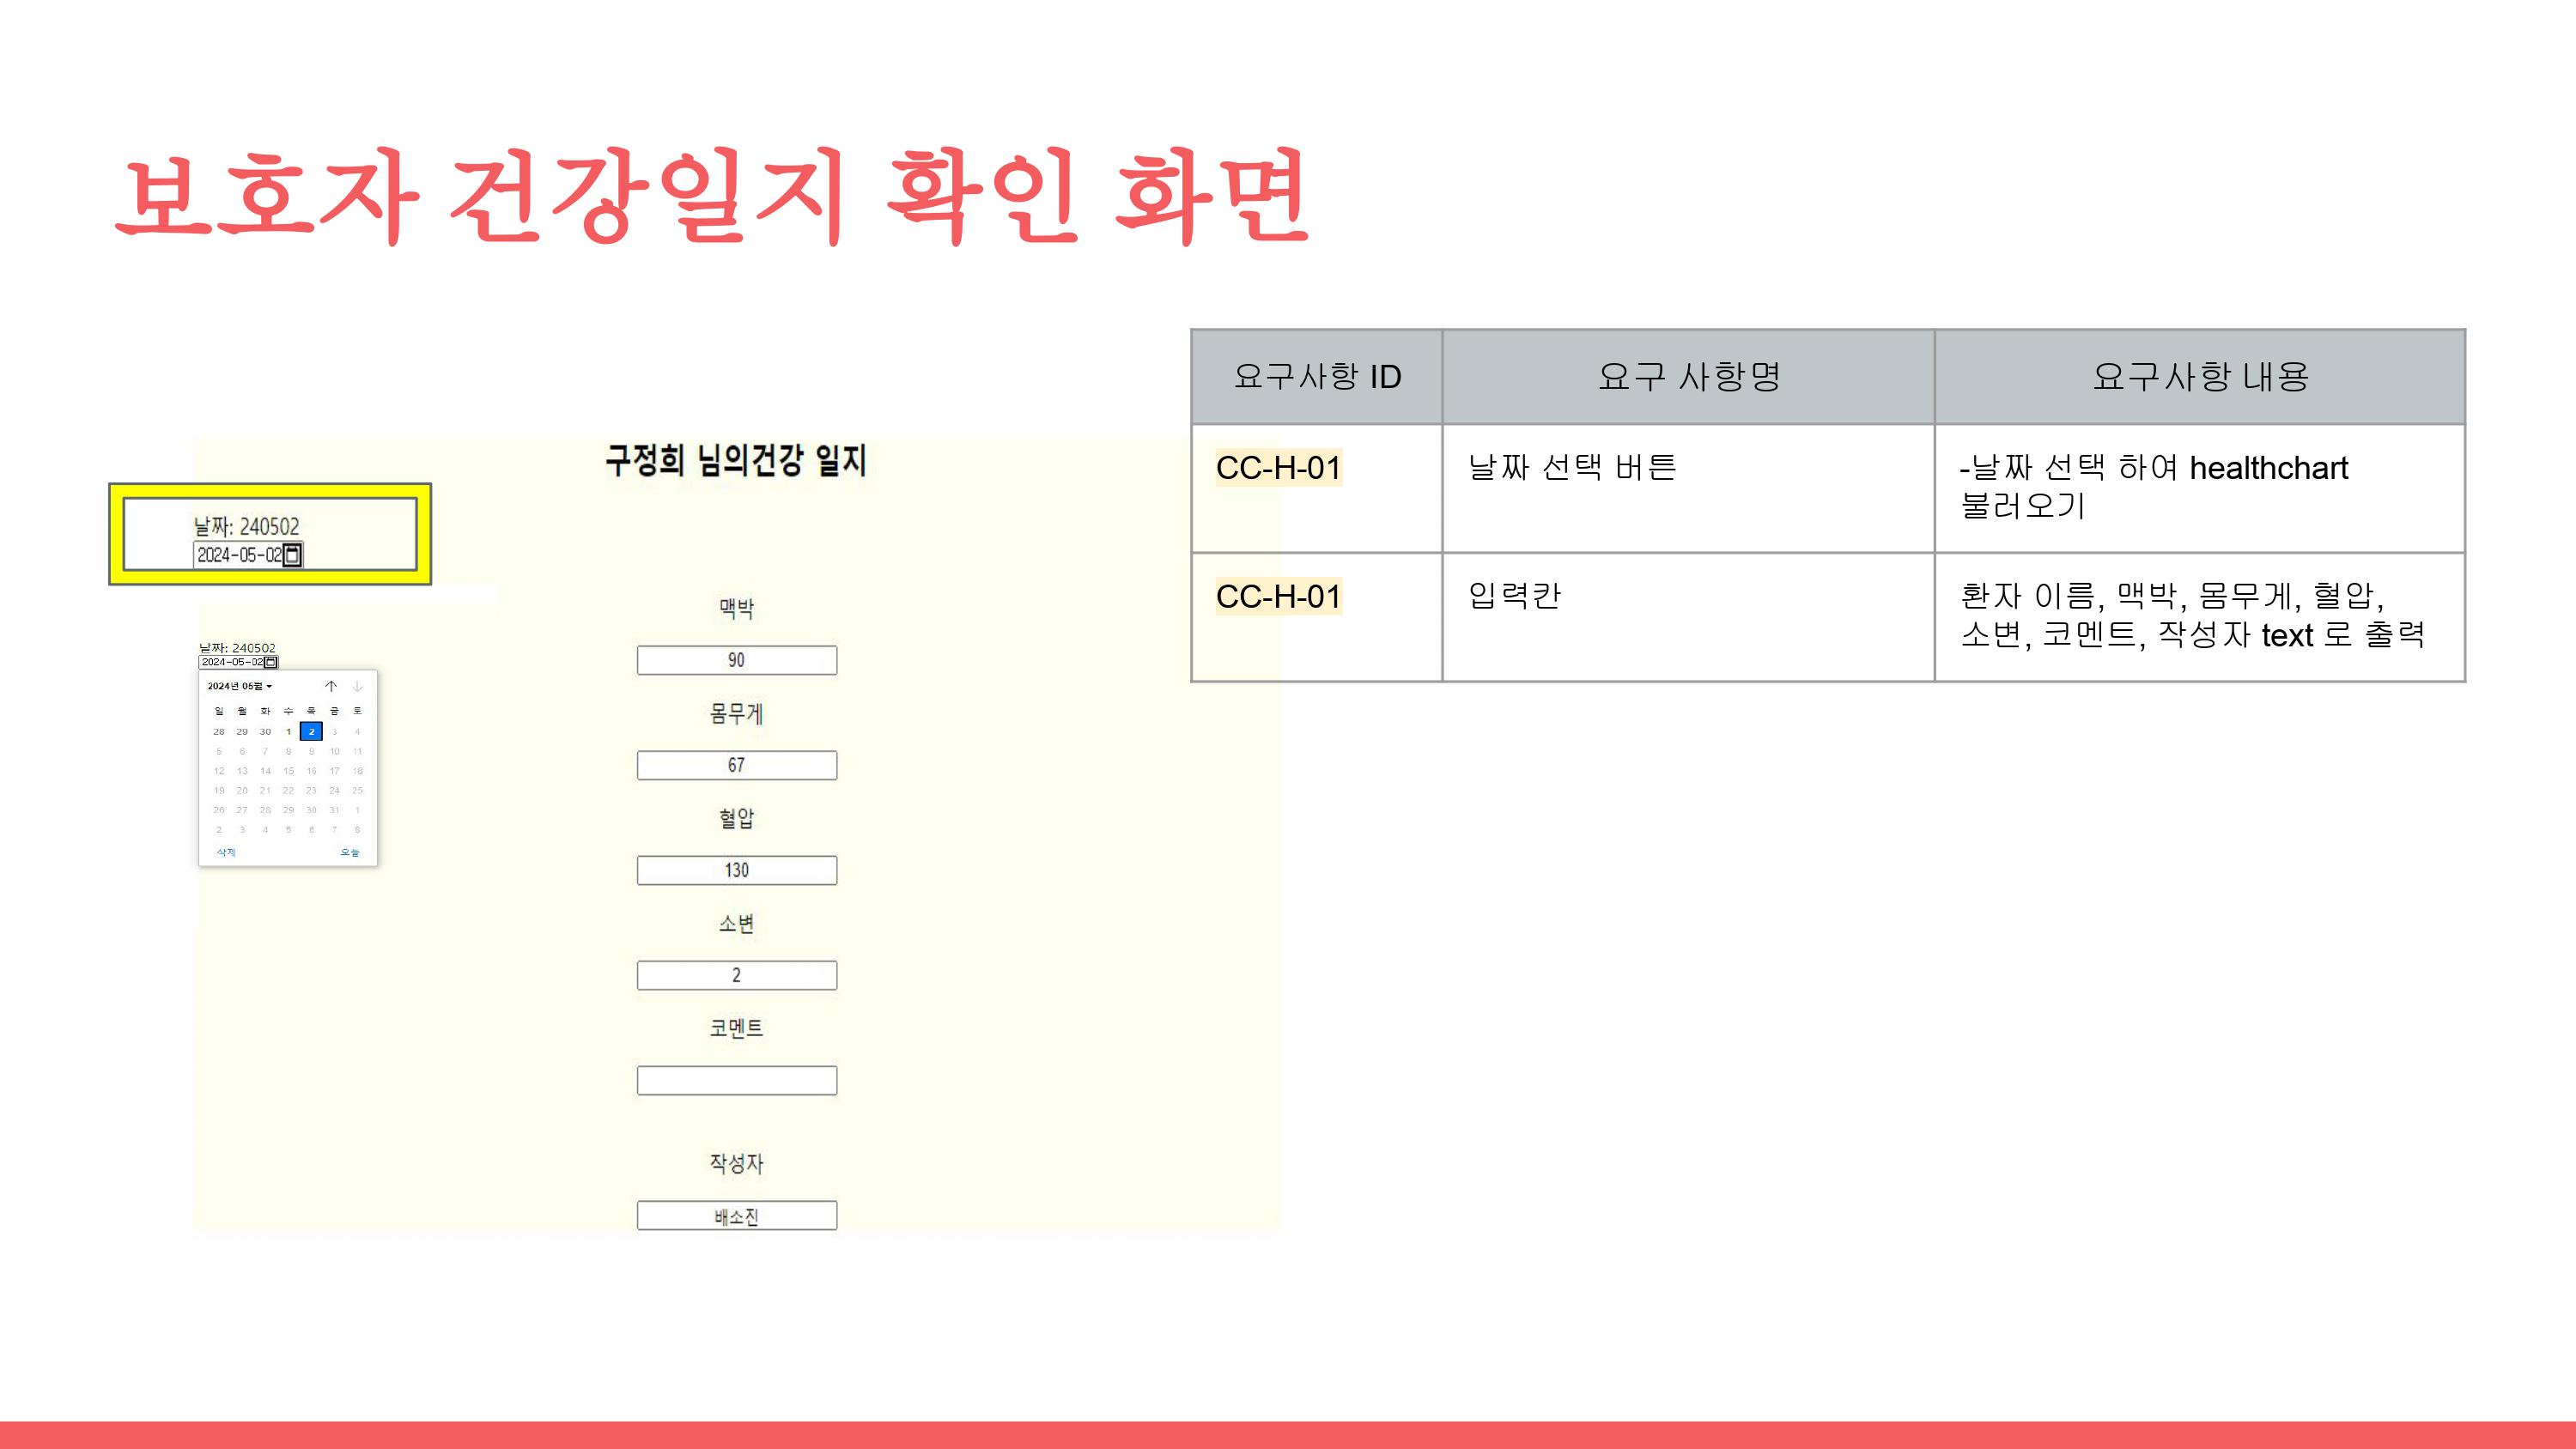 보호자 건강일지 확인 화면
구정희 님의건강 일지
날짜: 240502
2024-05-02
날짜: 240502
2024-05-02
2024년 05월
일 월 화 수 목 금 토
28 29 30 1 2 3 4
5 6 7 8 9 10 11
12 13 14 15 16 17 18
19 20 21 22 23 24 25
26 27 28 29 30 31 1
2 3 4 5 6 7 8
삭제 오늘
맥박
90
몸무게
67
혈압
130
소변
2
코멘트
작성자
배소진
요구사항 ID 요구 사항명 요구사항 내용
CC-H-01 날짜 선택 버튼 -날짜 선택 하여 healthchart
불러오기
CC-H-01 입력칸 환자 이름, 맥박, 몸무게, 혈압,
소변, 코멘트, 작성자 text 로 출력